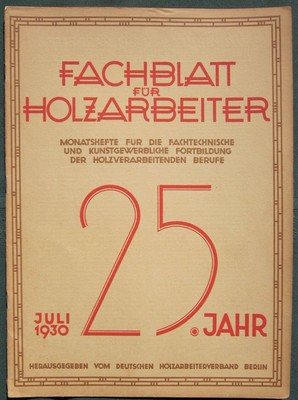 FACHBLATT
FÜR
HOLZARBEITER
MONATSHEFTE FÜR DIE FACHTECHNISCHE
UND KUNSTGEWERBLICHE FORTBILDUNG
DER HOLZVERARBEITENDEN BERUFE
JULI
1930
25. JAHR
HERAUSGEGEBEN VOM DEUTSCHEN HOLZARBEITERVERBAND BERLIN